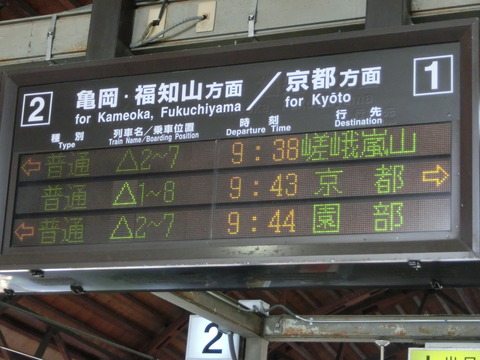 2 亀岡・福知山方面 / 京都方面 1
for Kameoka, Fukuchiyama for Kyōto
種別 列車名/乗車位置 時刻 行先
Type Train Name/Boarding Position Departure Time Destination
← 普通 △2~7 9:38 嵯峨嵐山
普通 △1~8 9:43 京都 →
← 普通 △2~7 9:44 園部
2